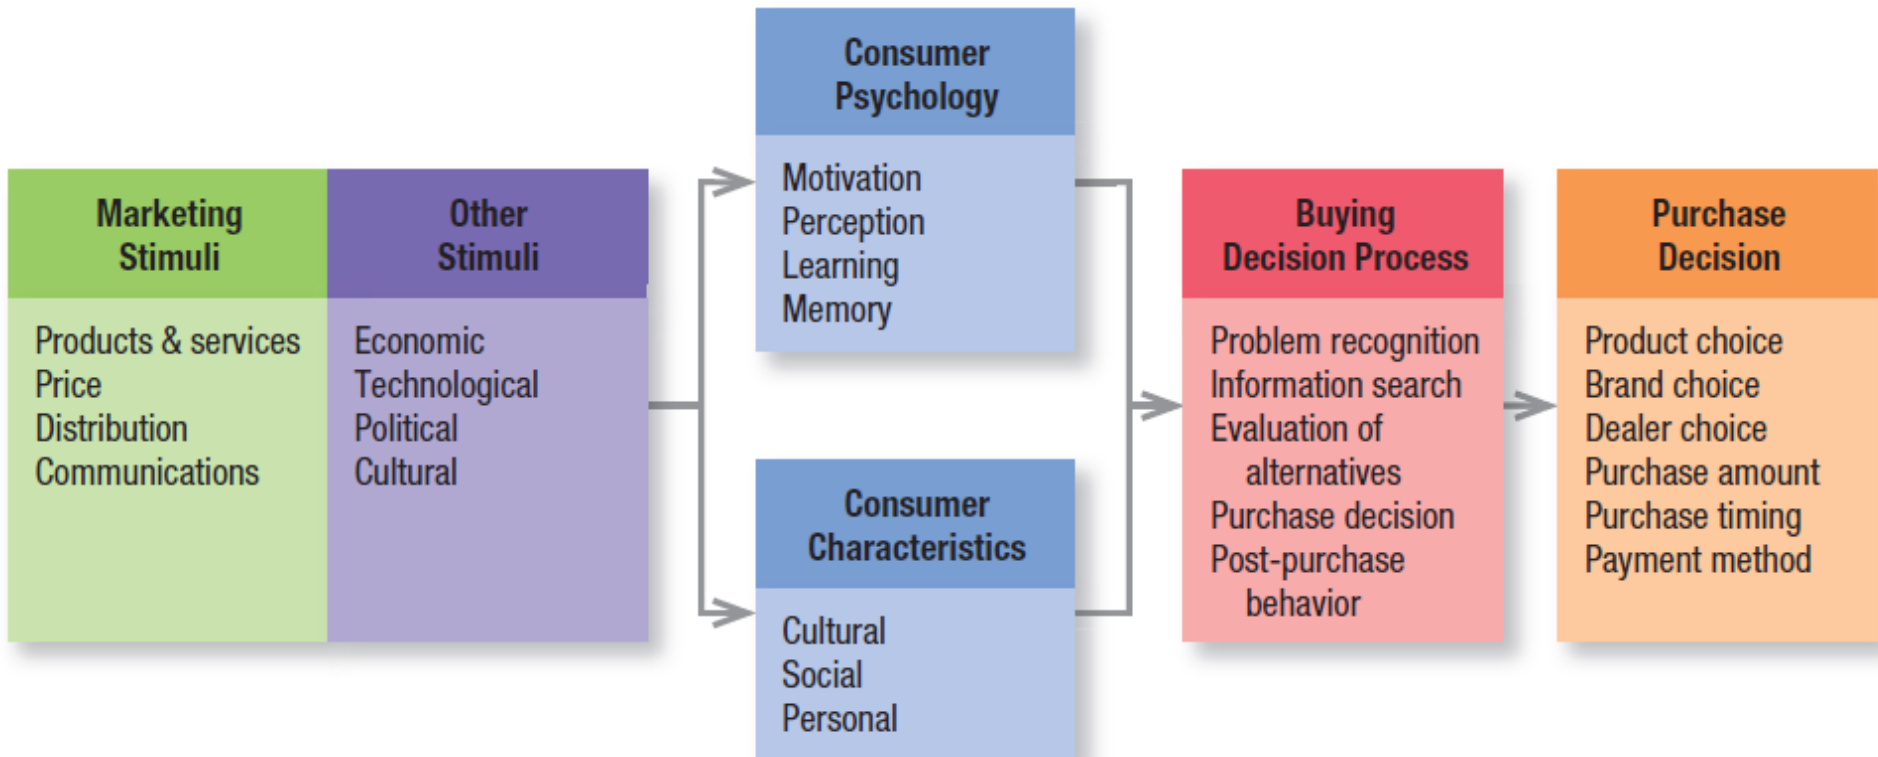 Marketing
Stimuli
Products & services
Price
Distribution
Communications
Other
Stimuli
Economic
Technological
Political
Cultural
Consumer
Psychology
Motivation
Perception
Learning
Memory
Consumer
Characteristics
Cultural
Social
Personal
Buying
Decision Process
Problem recognition
Information search
Evaluation of
alternatives
Purchase decision
Post-purchase
behavior
Purchase
Decision
Product choice
Brand choice
Dealer choice
Purchase amount
Purchase timing
Payment method